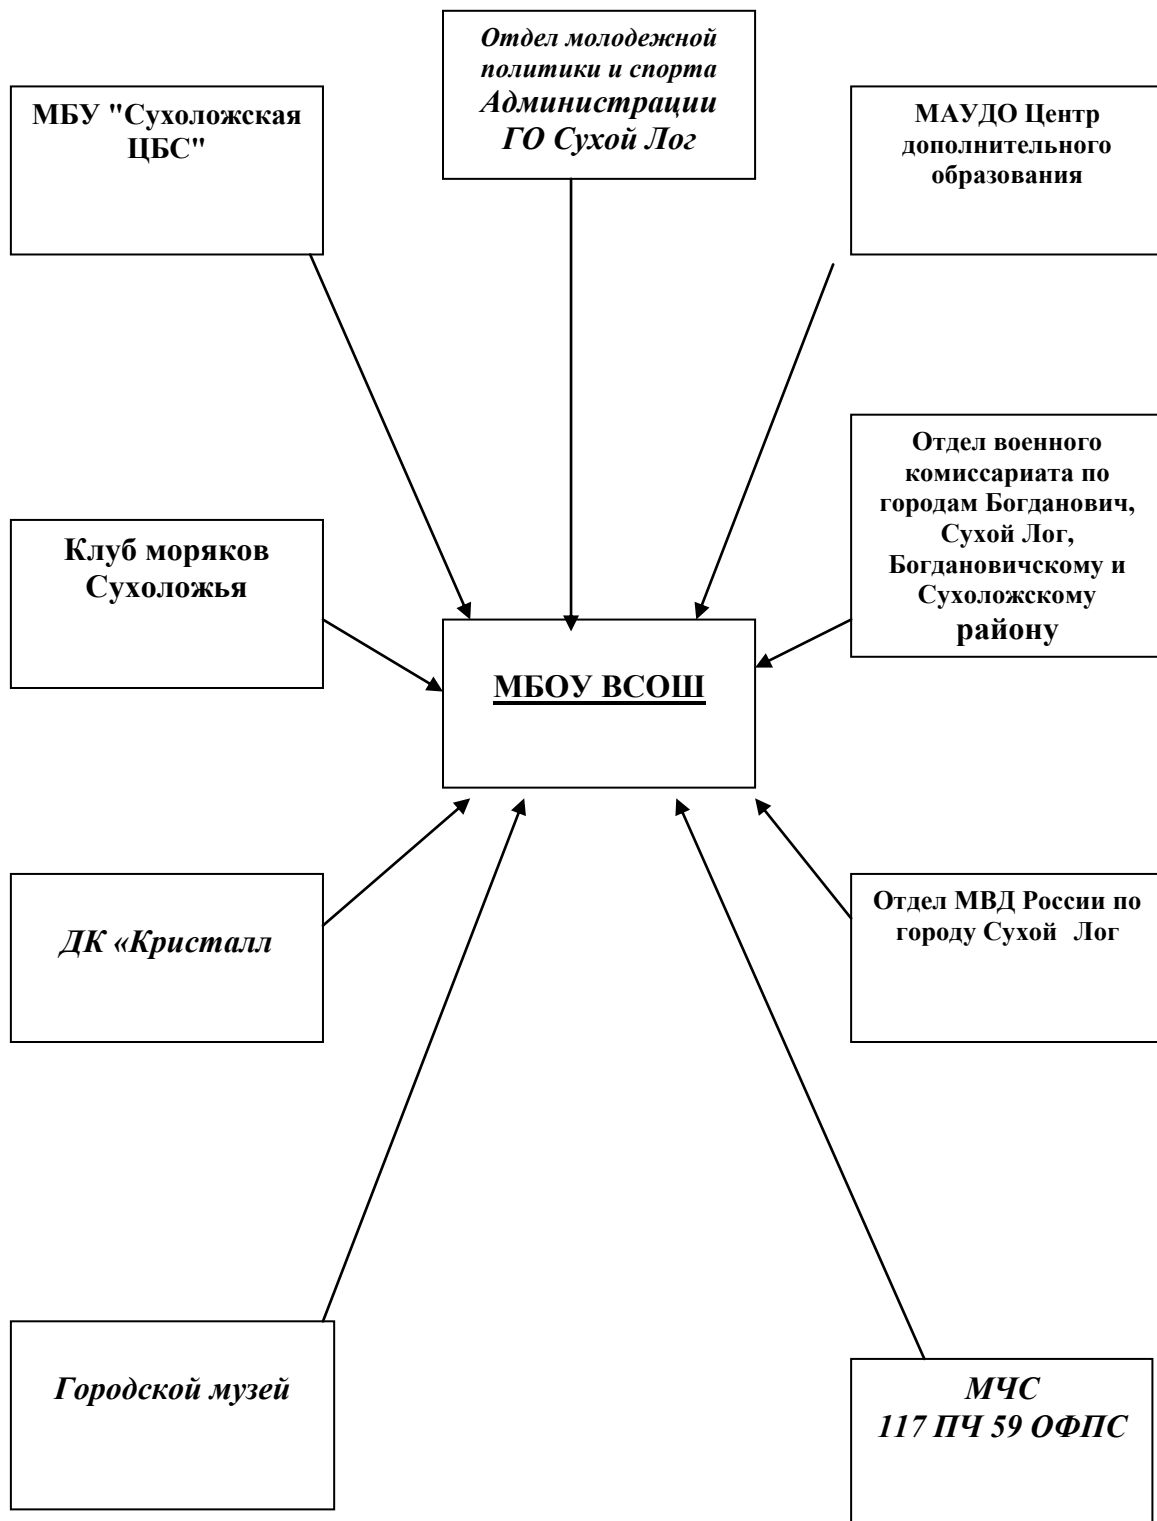 Отдел молодежной
политики и спорта
Администрации
ГО Сухой Лог
МБУ "Сухоложская
ЦБС"
МАУДО Центр
дополнительного
образования
Отдел военного
комиссариата по
городам Богданович,
Сухой Лог,
Богдановичскому и
Сухоложскому
району
Клуб моряков
Сухоложья
МБОУ ВСОШ
ДК «Кристалл
Отдел МВД России по
городу Сухой Лог
Городской музей
МЧС
117 ПЧ 59 ОФПС